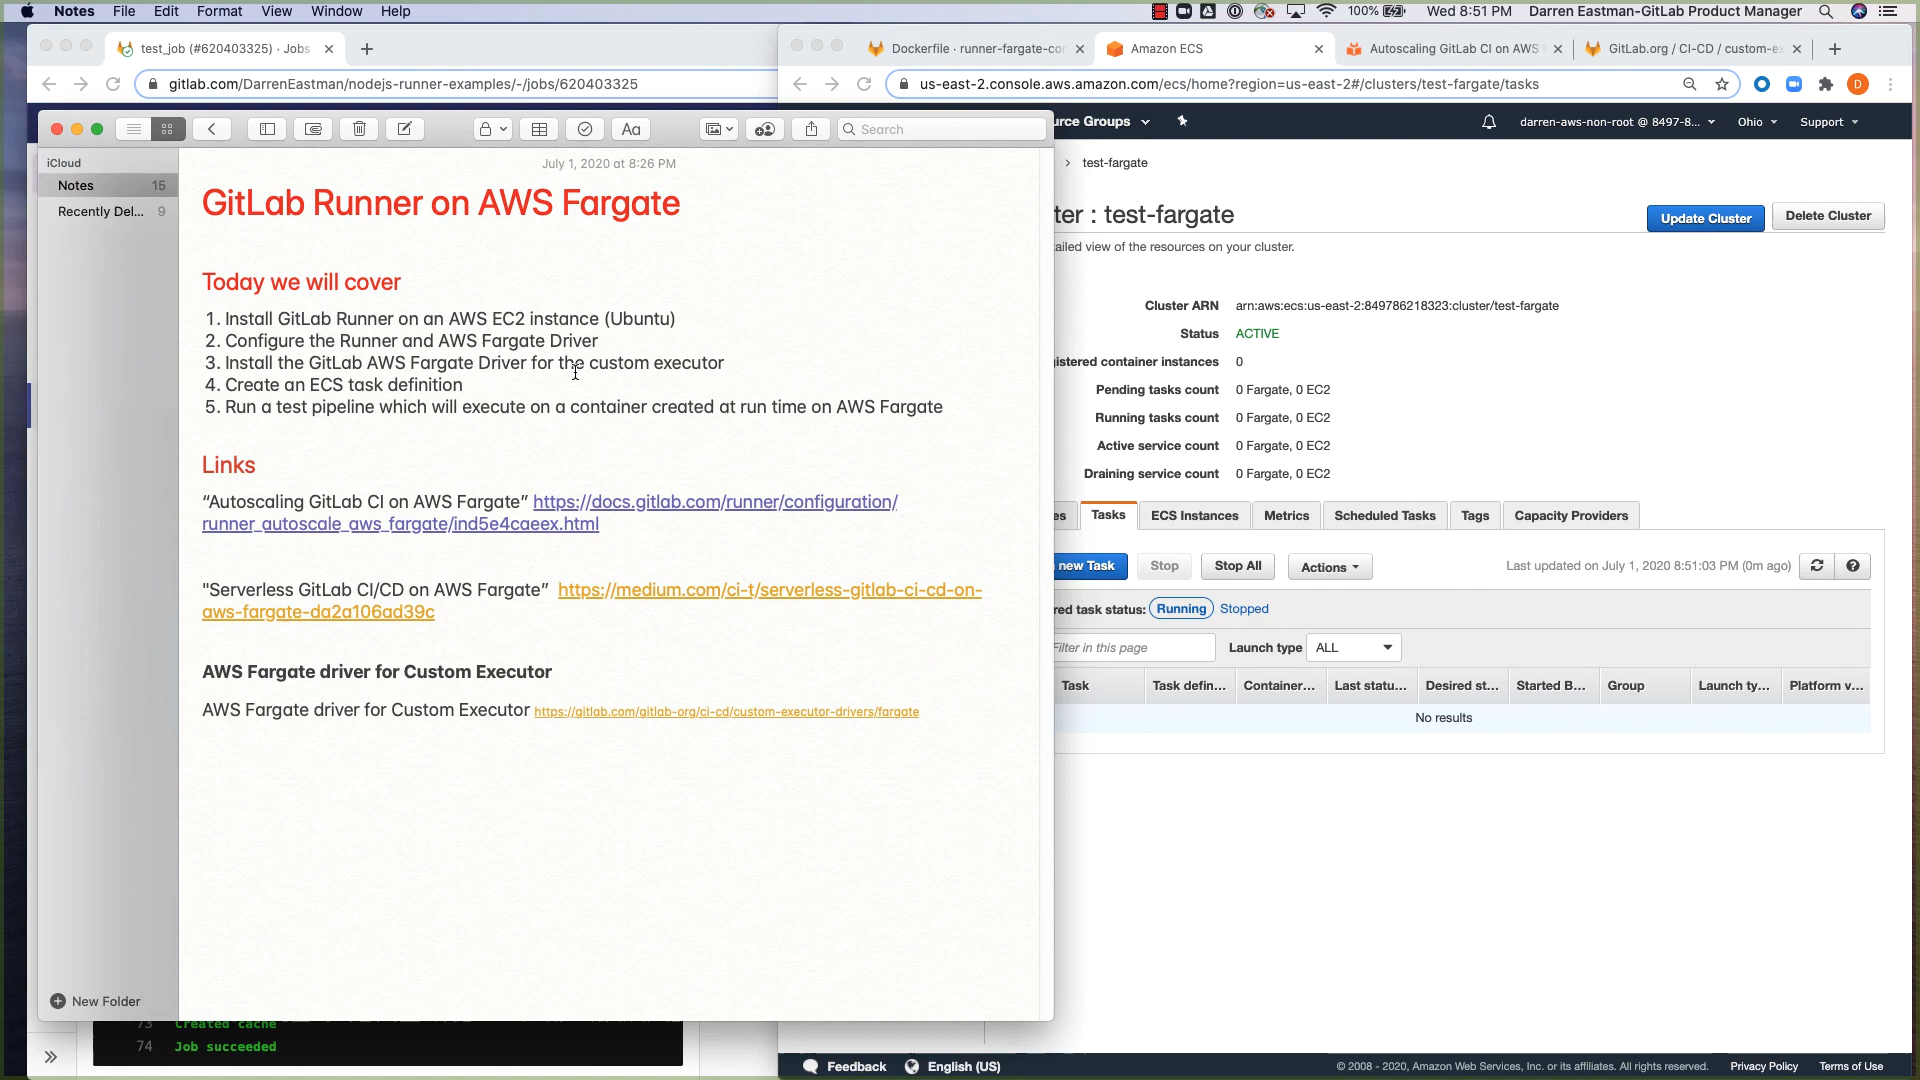 Notes File Edit Format View Window Help
100% Wed 8:51 PM Darren Eastman-GitLab Product Manager
test_job (#620403325) · Jobs
gitlab.com/DarrenEastman/nodejs-runner-examples/-/jobs/620403325
Dockerfile · runner-fargate-cor
Amazon ECS
Autoscaling GitLab CI on AWS
GitLab.org / CI-CD / custom-e
us-east-2.console.aws.amazon.com/ecs/home?region=us-east-2#/clusters/test-fargate/tasks
D
Aa
Search
iCloud
Notes 15
Recently Del... 9
New Folder
July 1, 2020 at 8:26 PM
GitLab Runner on AWS Fargate
Today we will cover
1. Install GitLab Runner on an AWS EC2 instance (Ubuntu)
2. Configure the Runner and AWS Fargate Driver
3. Install the GitLab AWS Fargate Driver for the custom executor
4. Create an ECS task definition
5. Run a test pipeline which will execute on a container created at run time on AWS Fargate
Links
“Autoscaling GitLab CI on AWS Fargate” https://docs.gitlab.com/runner/configuration/
runner_autoscale_aws_fargate/ind5e4caeex.html
"Serverless GitLab CI/CD on AWS Fargate” https://medium.com/ci-t/serverless-gitlab-ci-cd-on-
aws-fargate-da2a106ad39c
AWS Fargate driver for Custom Executor
AWS Fargate driver for Custom Executor https://gitlab.com/gitlab-org/ci-cd/custom-executor-drivers/fargate
73 Created cache
74 Job succeeded
urce Groups
darren-aws-non-root @ 8497-8... Ohio Support
test-fargate
ter : test-fargate
Update Cluster Delete Cluster
ailed view of the resources on your cluster.
Cluster ARN arn:aws:ecs:us-east-2:849786218323:cluster/test-fargate
Status ACTIVE
gistered container instances 0
Pending tasks count 0 Fargate, 0 EC2
Running tasks count 0 Fargate, 0 EC2
Active service count 0 Fargate, 0 EC2
Draining service count 0 Fargate, 0 EC2
es Tasks ECS Instances Metrics Scheduled Tasks Tags Capacity Providers
new Task Stop Stop All Actions Last updated on July 1, 2020 8:51:03 PM (0m ago)
red task status: Running Stopped
Filter in this page Launch type ALL
Task Task defin... Container... Last statu... Desired st... Started B... Group Launch ty... Platform v...
No results
Feedback English (US) © 2008 - 2020, Amazon Web Services, Inc. or its affiliates. All rights reserved. Privacy Policy Terms of Use